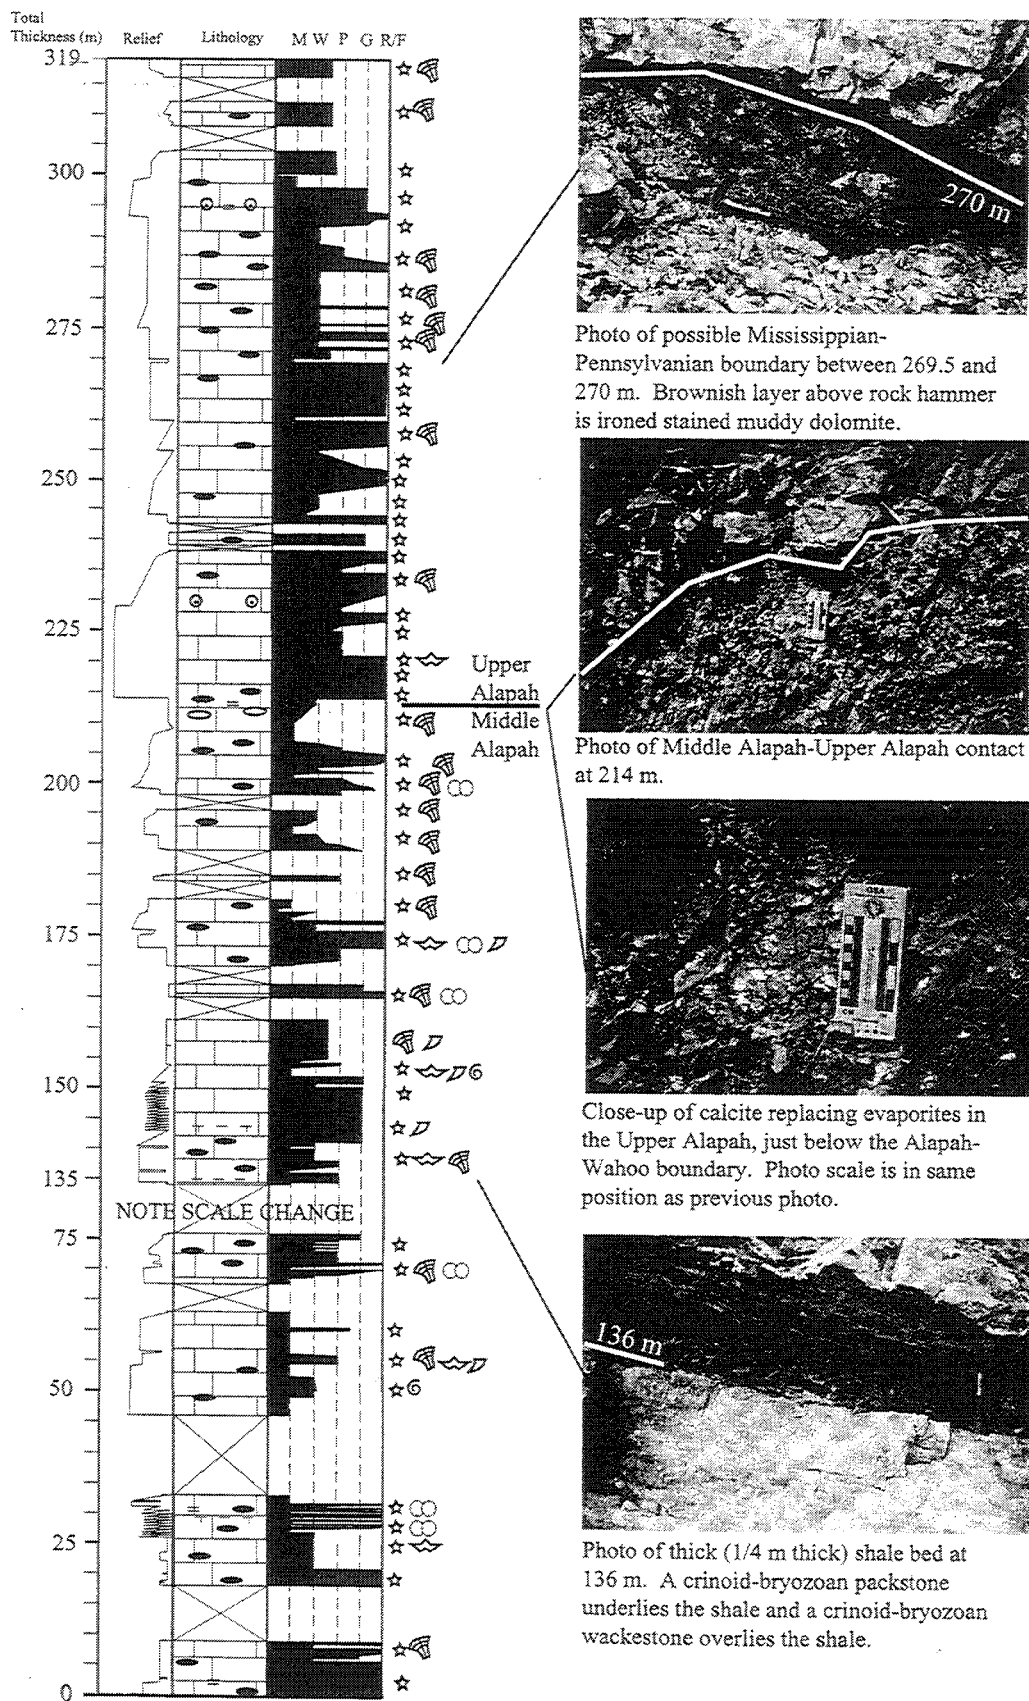 Total
Thickness (m) Relief Lithology M W P G R/F
319
300
275
250
225
200
175
150
135
NOTE SCALE CHANGE
75
50
25
0
Upper
Alapah
Middle
Alapah
270 m
Photo of possible Mississippian-
Pennsylvanian boundary between 269.5 and
270 m. Brownish layer above rock hammer
is ironed stained muddy dolomite.
Photo of Middle Alapah-Upper Alapah contact
at 214 m.
Close-up of calcite replacing evaporites in
the Upper Alapah, just below the Alapah-
Wahoo boundary. Photo scale is in same
position as previous photo.
136 m
Photo of thick (1/4 m thick) shale bed at
136 m. A crinoid-bryozoan packstone
underlies the shale and a crinoid-bryozoan
wackestone overlies the shale.